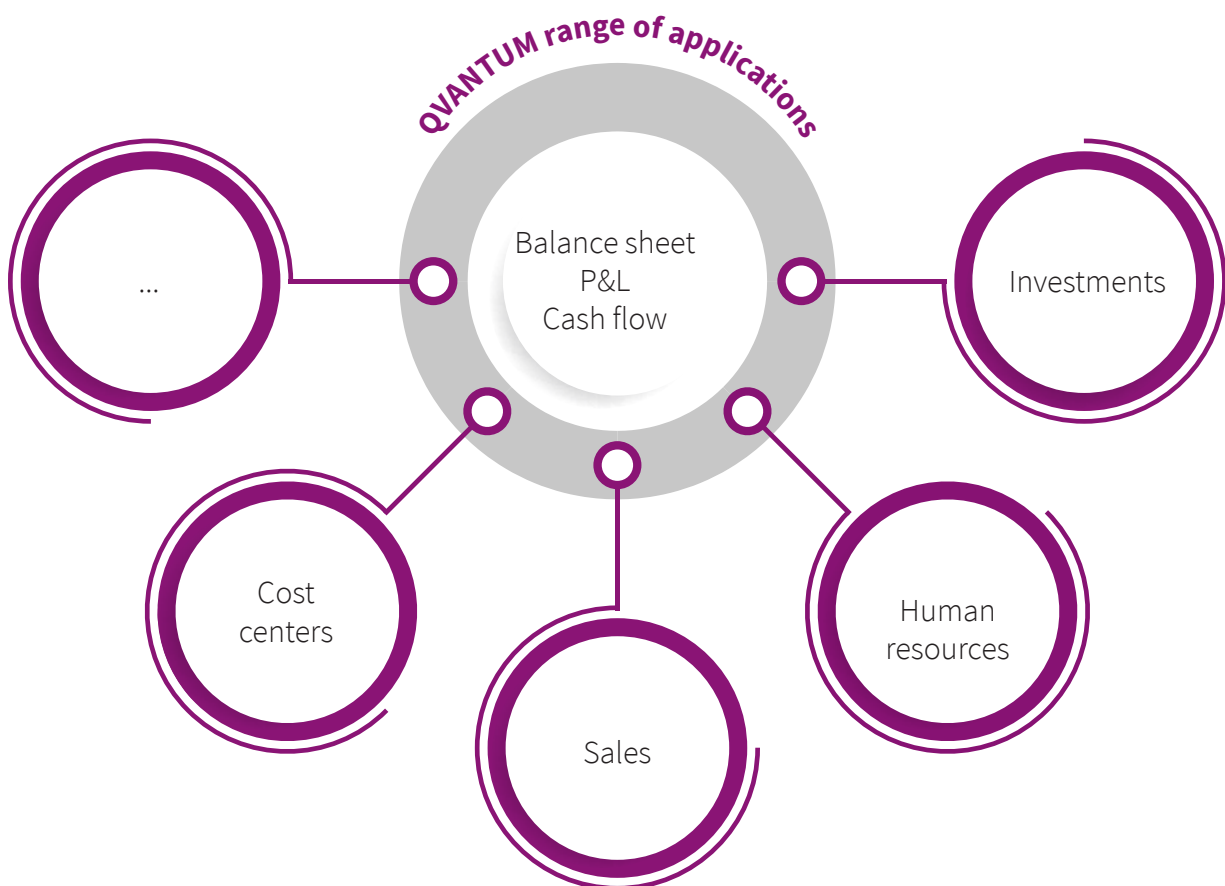 QVANTUM range of applications
...
Balance sheet
P&L
Cash flow
Investments
Cost
centers
Human
resources
Sales